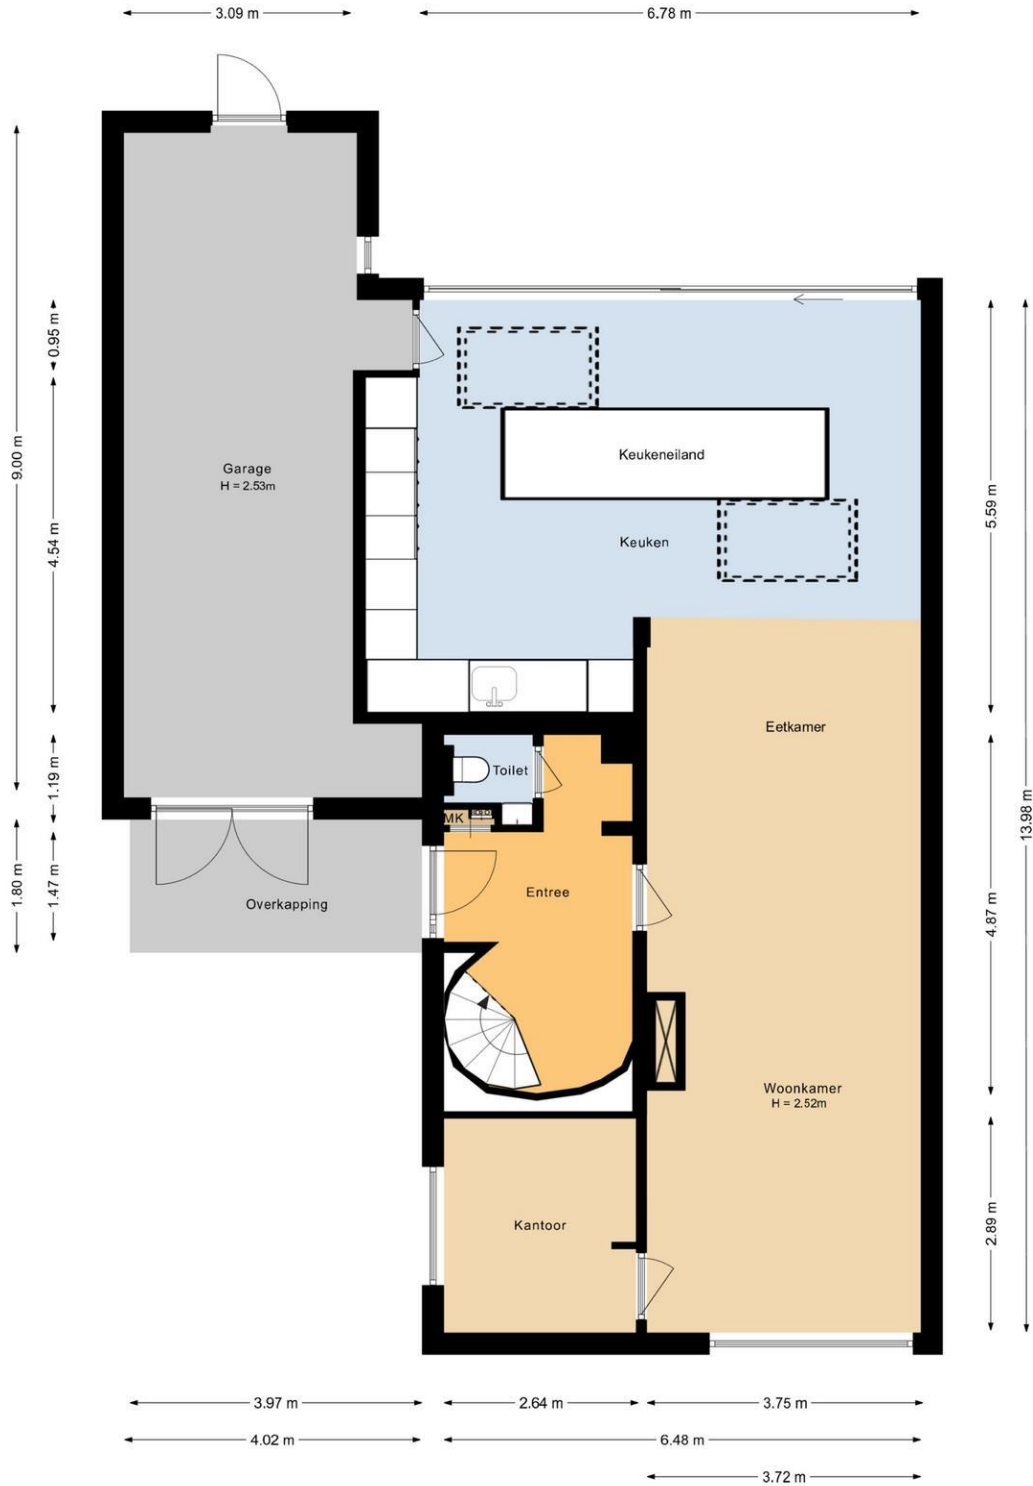 3.09 m
6.78 m
9.00 m
0.95 m
4.54 m
1.19 m
1.80 m
1.47 m
Garage
H = 2.53m
Keukeneiland
Keuken
5.59 m
13.98 m
Eetkamer
Toilet
MK
Entree
Overkapping
4.87 m
Woonkamer
H = 2.52m
Kantoor
2.89 m
3.97 m
2.64 m
3.75 m
4.02 m
6.48 m
3.72 m